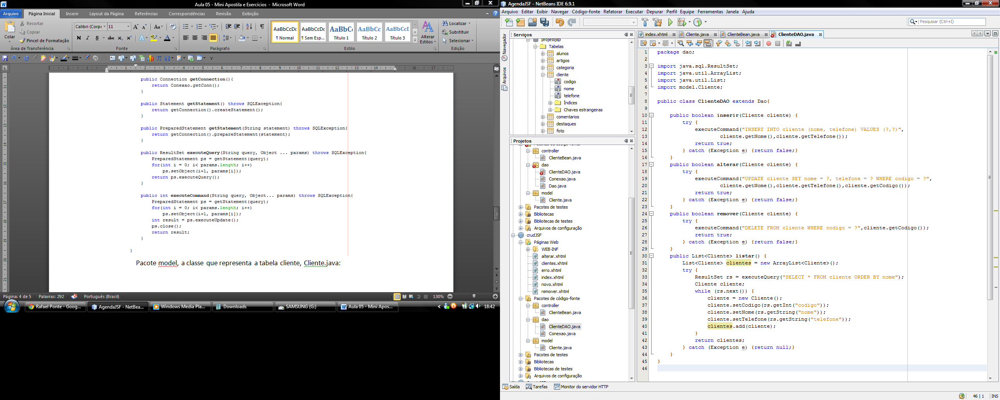 Aula 05 - Mini Apostila e Exercícios - Microsoft Word
Arquivo Página Inicial Inserir Layout da Página Referências Correspondências Revisão Exibição
Colar
Recortar
Copiar
Pincel de Formatação
Área de Transferência
Calibri (Corpo 11
N I S abc x₂ x² A
Fonte
Parágrafo
AaBbCcDc AaBbCcDc AaBbC( AaBbCc AaBbCcI
¶ Normal ¶ Sem Esp... Título 1 Título 2 Título 3
Alterar Estilos
Estilo
Localizar
Substituir
Selecionar
Edição
public Connection getConnection(){
return Conexao.getConn();
}
public Statement getStatement() throws SQLException{
return getConnection().createStatement();
}
public PreparedStatement getStatement(String statement) throws SQLException{
return getConnection().prepareStatement(statement);
}
public ResultSet executeQuery(String query, Object ... params) throws SQLException{
PreparedStatement ps = getStatement(query);
for(int i = 0; i< params.length; i++)
ps.setObject(i+1, params[i]);
return ps.executeQuery();
}
public int executeCommand(String query, Object... params) throws SQLException{
PreparedStatement ps = getStatement(query);
for(int i = 0; i< params.length; i++)
ps.setObject(i+1, params[i]);
int result = ps.executeUpdate();
ps.close();
return result;
}
}
Pacote model, a classe que representa a tabela cliente, Cliente.java:
Página: 4 de 5 Palavras: 292 Português (Brasil) 130%
Rafael Ponte - Goog... AgendaJSF - NetBea... Windows Media Pla... Downloads SAMSUNG (G:) Aula 05 - Mini Apos... 18:42
AgendaJSF - NetBeans IDE 6.9.1
Arquivo Editar Exibir Navegar Código-fonte Refatorar Executar Depurar Perfil Equipe Ferramentas Janela Ajuda
Pesquisar (Ctrl+I)
Navegador
Arquivos
Serviços
projetojsp
Tabelas
alunos
artigos
categoria
cliente
codigo
nome
telefone
Índices
Chaves estrangeiras
comentarios
destaques
foto
Projetos
controller
ClienteBean.java
dao
ClienteDAO.java
Conexao.java
Dao.java
model
Cliente.java
Pacotes de testes
Bibliotecas
Bibliotecas de testes
Arquivos de configuração
crudJSF
Páginas Web
WEB-INF
alterar.xhtml
clientes.xhtml
erro.xhtml
index.xhtml
novo.xhtml
remover.xhtml
Pacotes de código-fonte
controller
ClienteBean.java
dao
ClienteDAO.java
Conexao.java
model
Cliente.java
Pacotes de testes
Bibliotecas
Bibliotecas de testes
Arquivos de configuração
index.xhtml Cliente.java ClienteBean.java ClienteDAO.java
1 package dao;
2
3 import java.sql.ResultSet;
4 import java.util.ArrayList;
5 import java.util.List;
6 import model.Cliente;
7
8 public class ClienteDAO extends Dao{
9
10 public boolean inserir(Cliente cliente) {
11 try {
12 executeCommand("INSERT INTO cliente (nome, telefone) VALUES (?,?)",
13 cliente.getNome(),cliente.getTelefone());
14 return true;
15 } catch (Exception e) {return false;}
16 }
17 public boolean alterar(Cliente cliente) {
18 try {
19 executeCommand("UPDATE cliente SET nome = ?, telefone = ? WHERE codigo = ?",
20 cliente.getNome(),cliente.getTelefone(),cliente.getCodigo());
21 return true;
22 } catch (Exception e) {return false;}
23 }
24 public boolean remover(Cliente cliente) {
25 try {
26 executeCommand("DELETE FROM cliente WHERE codigo = ?",cliente.getCodigo());
27 return true;
28 } catch (Exception e) {return false;}
29 }
30 public List<Cliente> listar() {
31 List<Cliente> clientes = new ArrayList<Cliente>();
32 try {
33 ResultSet rs = executeQuery("SELECT * FROM cliente ORDER BY nome");
34 Cliente cliente;
35 while (rs.next()) {
36 cliente = new Cliente();
37 cliente.setCodigo(rs.getInt("codigo"));
38 cliente.setNome(rs.getString("nome"));
39 cliente.setTelefone(rs.getString("telefone"));
40 clientes.add(cliente);
41 }
42 return clientes;
43 } catch (Exception e) {return null;}
44 }
45 }
46
Saída Tarefas Monitor do servidor HTTP
46 | 1 INS